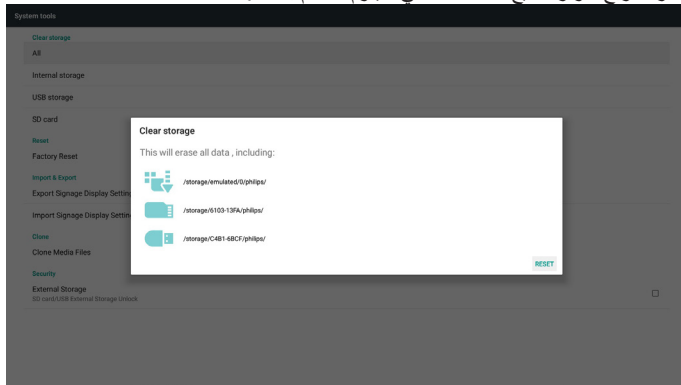 System tools
Clear storage
All
Internal storage
USB storage
SD card
Reset
Factory Reset
Import & Export
Export Signage Display Setting
Import Signage Display Settin
Clone
Clone Media Files
Security
External Storage
SD card/USB External Storage Unlock
Clear storage
This will erase all data , including:
/storage/emulated/0/philips/
/storage/6103-13FA/philips/
/storage/C4B1-6BCF/philips/
RESET